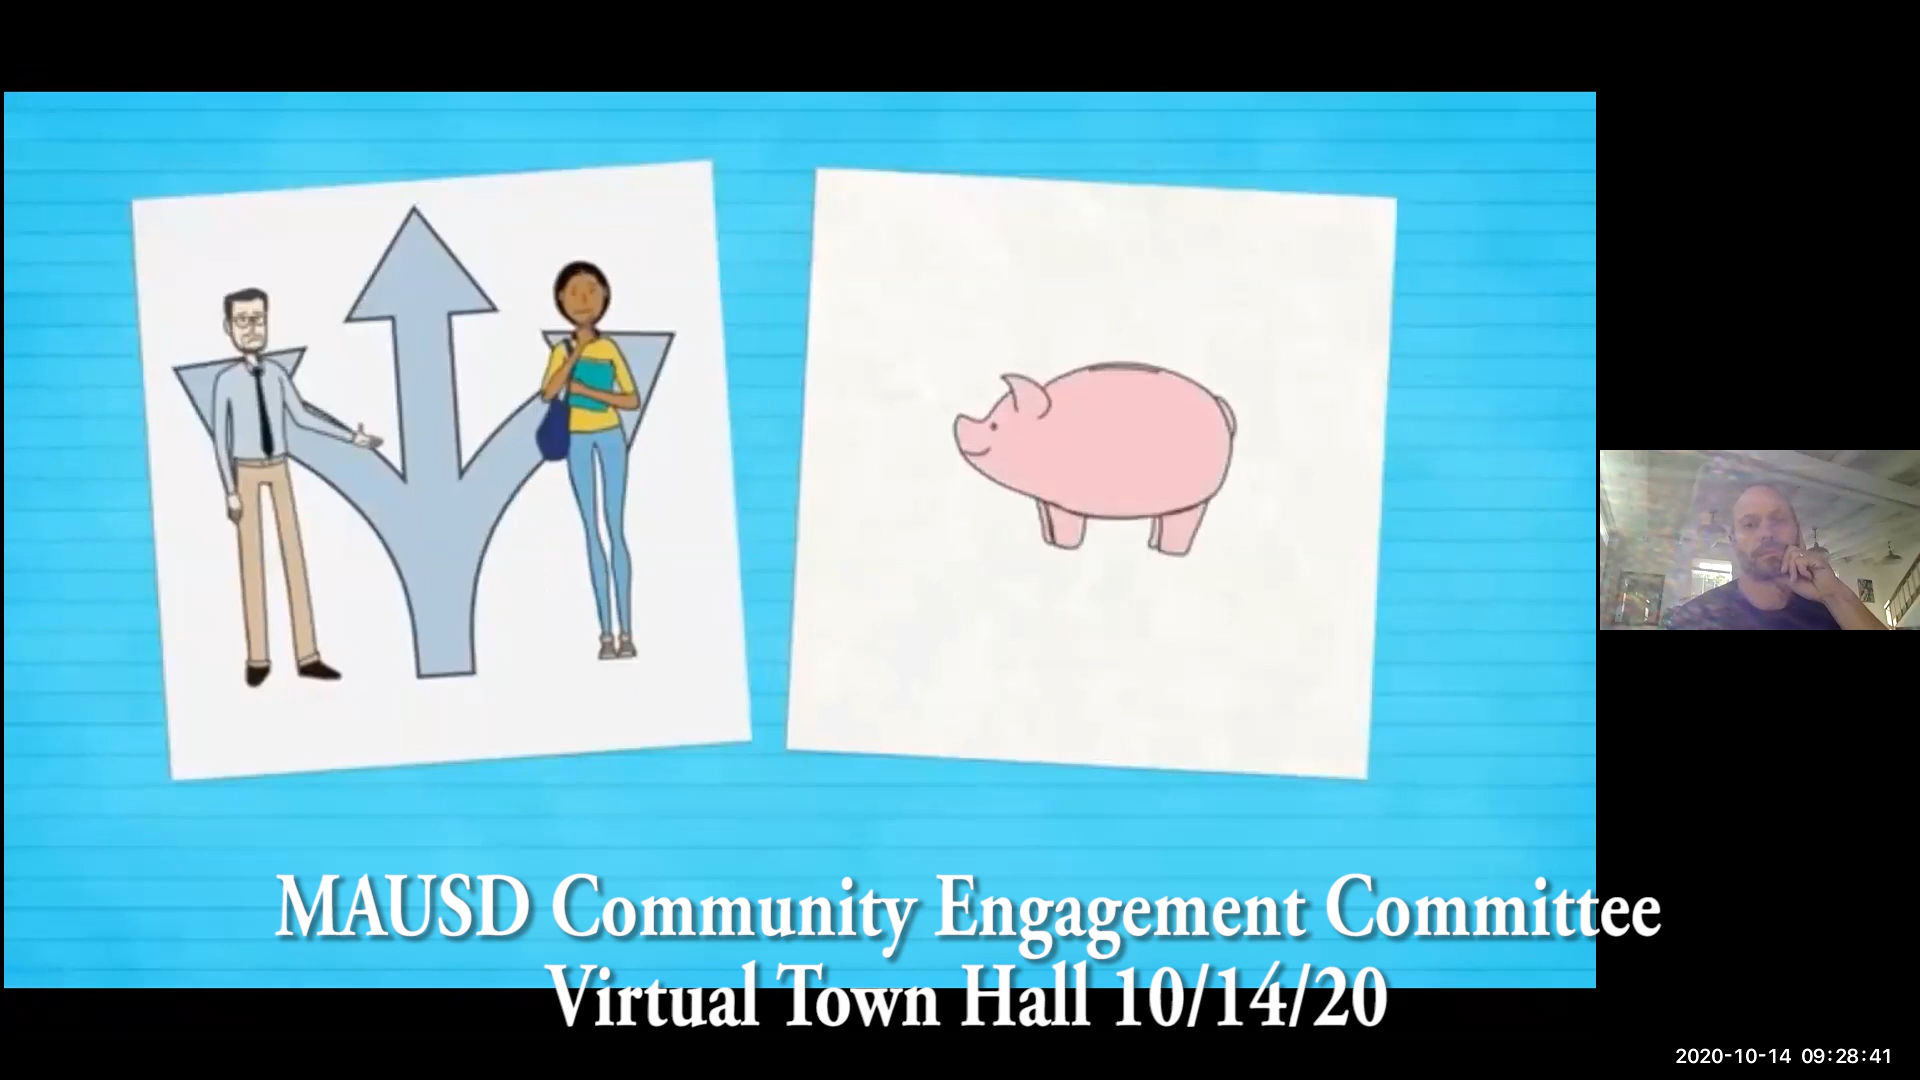 MAUSD Community Engagement Committee
Virtual Town Hall 10/14/20
2020-10-14 09:28:41